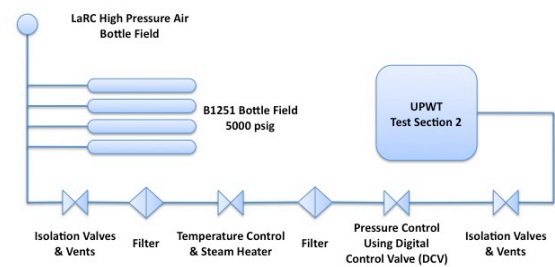 LaRC High Pressure Air
Bottle Field
B1251 Bottle Field
5000 psig
UPWT
Test Section 2
Isolation Valves
& Vents
Filter
Temperature Control
& Steam Heater
Filter
Pressure Control
Using Digital
Control Valve (DCV)
Isolation Valves
& Vents